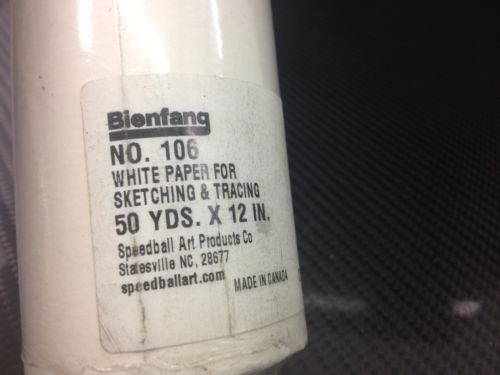 Bienfang
NO. 106
WHITE PAPER FOR
SKETCHING & TRACING
50 YDS. X 12 IN.
Speedball Art Products Co
Statesville NC, 28677
speedballart.com
MADE IN CANADA